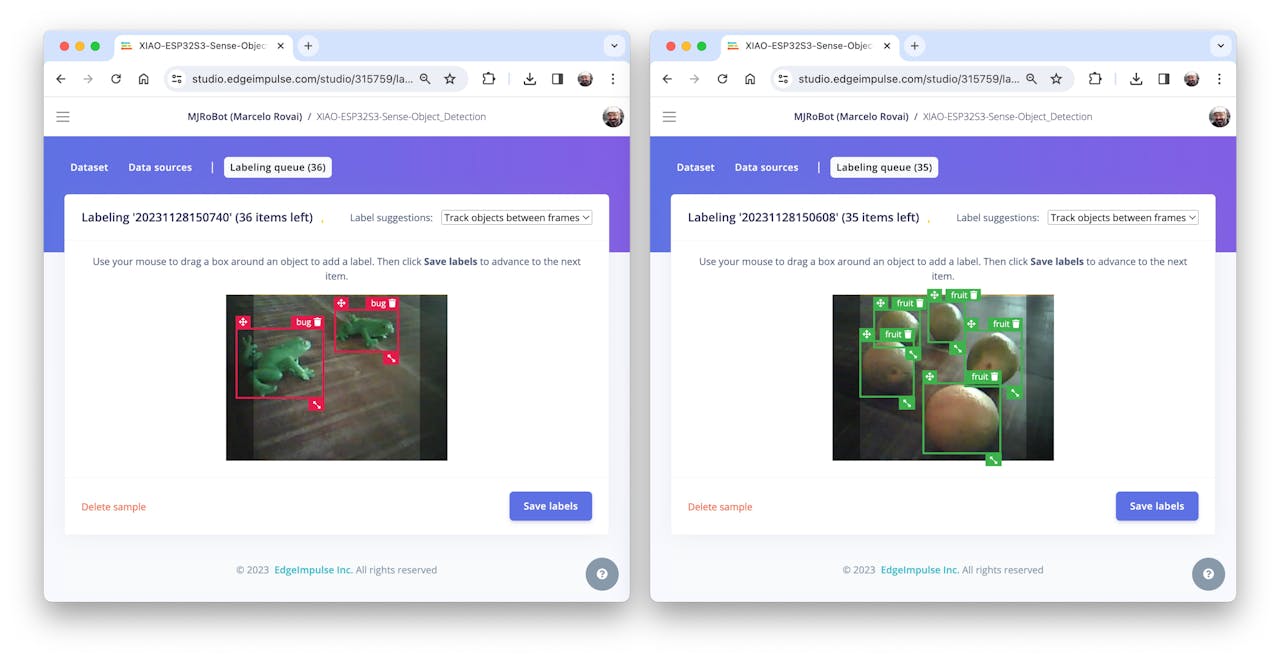 XIAO-ESP32S3-Sense-Objec
studio.edgeimpulse.com/studio/315759/la...
MJRoBot (Marcelo Rovai) / XIAO-ESP32S3-Sense-Object_Detection
Dataset Data sources | Labeling queue (36)
Labeling '20231128150740' (36 items left)
Label suggestions: Track objects between frames
Use your mouse to drag a box around an object to add a label. Then click Save labels to advance to the next
item.
bug
bug
Delete sample
Save labels
© 2023 EdgeImpulse Inc. All rights reserved
XIAO-ESP32S3-Sense-Objec
studio.edgeimpulse.com/studio/315759/la...
MJRoBot (Marcelo Rovai) / XIAO-ESP32S3-Sense-Object_Detection
Dataset Data sources | Labeling queue (35)
Labeling '20231128150608' (35 items left)
Label suggestions: Track objects between frames
Use your mouse to drag a box around an object to add a label. Then click Save labels to advance to the next
item.
fruit
fruit
fruit
fruit
fruit
Delete sample
Save labels
© 2023 EdgeImpulse Inc. All rights reserved